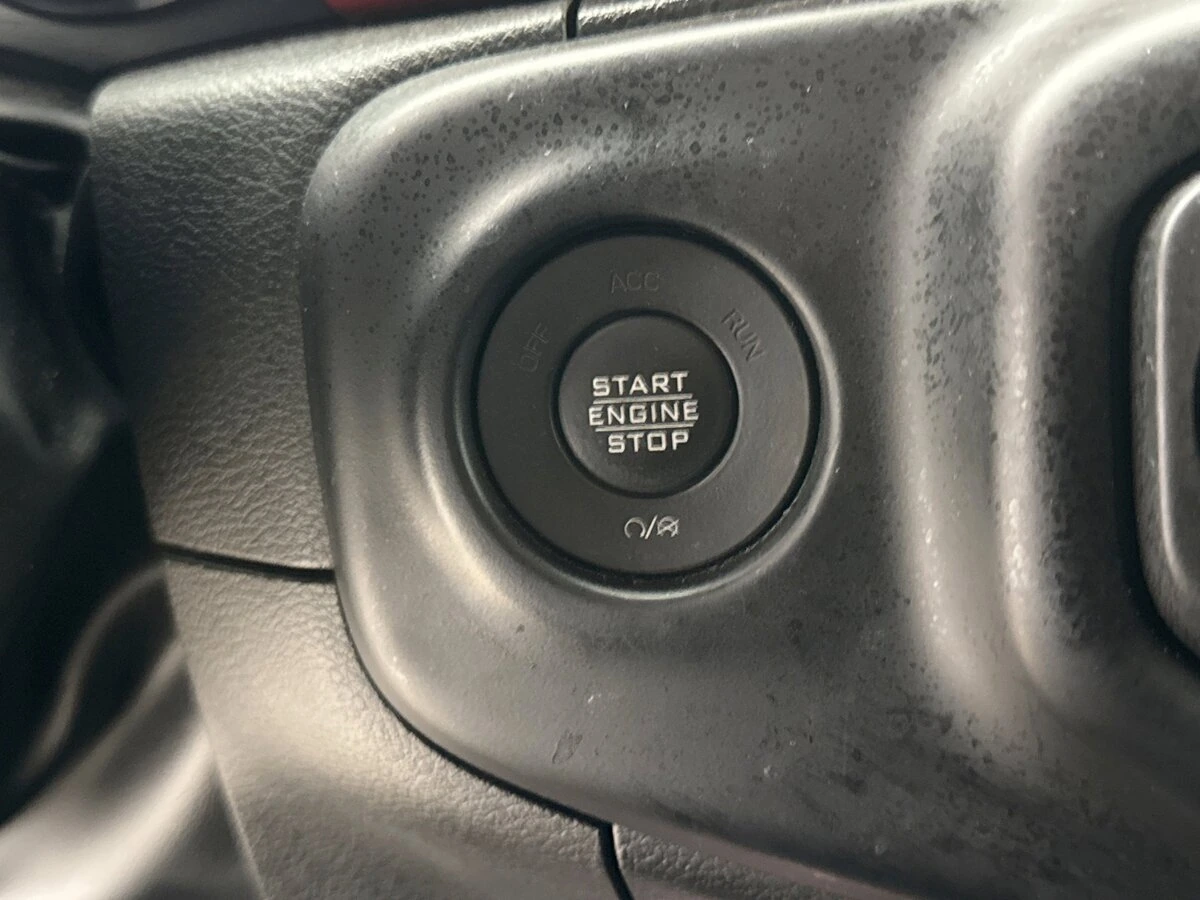 ACC
OFF
RUN
START
ENGINE
STOP